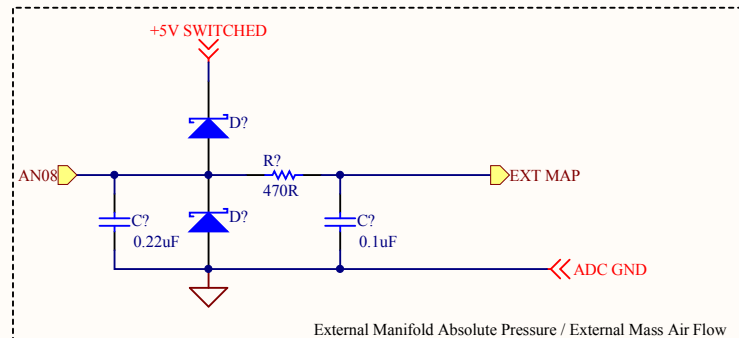 +5V SWITCHED
D?
AN08
R?
470R
EXT MAP
C?
0.22uF
D?
C?
0.1uF
ADC GND
External Manifold Absolute Pressure / External Mass Air Flow